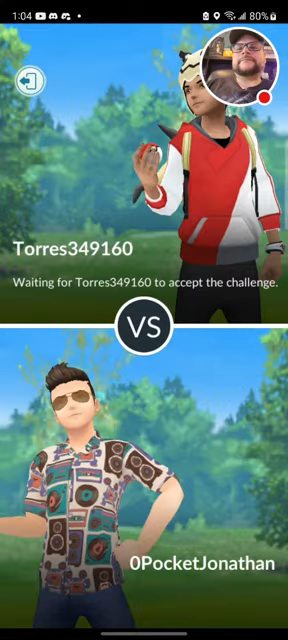 1:04
80%
Torres349160
Waiting for Torres349160 to accept the challenge.
VS
0PocketJonathan